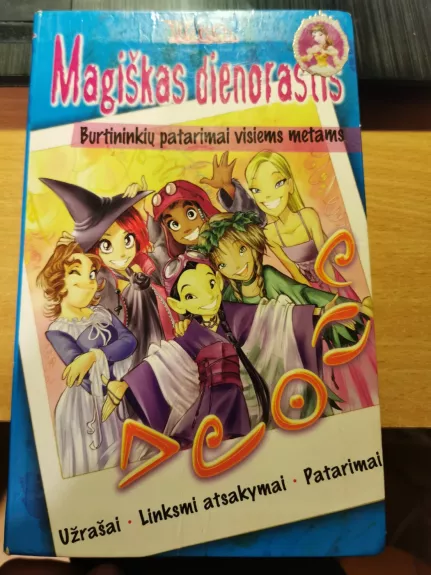 Magiškas dienoraštis
Burtininkių patarimai visiems metams
Užrašai · Linksmi atsakymai · Patarimai